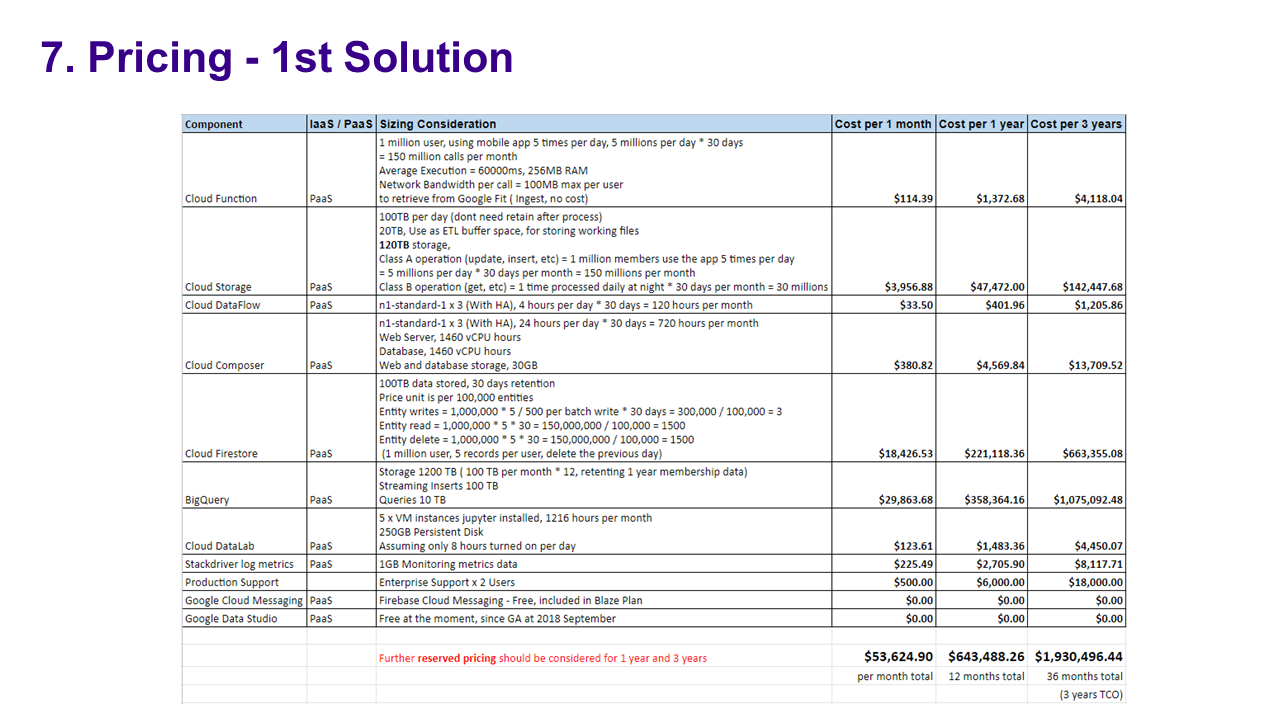 7. Pricing - 1st Solution
Component IaaS / PaaS Sizing Consideration Cost per 1 month Cost per 1 year Cost per 3 years
1 million user, using mobile app 5 times per day, 5 millions per day * 30 days
= 150 million calls per month
Average Execution = 60000ms, 256MB RAM
Network Bandwidth per call = 100MB max per user
Cloud Function PaaS to retrieve from Google Fit ( Ingest, no cost) $114.39 $1,372.68 $4,118.04
100TB per day (dont need retain after process)
20TB, Use as ETL buffer space, for storing working files
120TB storage,
Class A operation (update, insert, etc) = 1 million members use the app 5 times per day
= 5 millions per day * 30 days per month = 150 millions per month
Cloud Storage PaaS Class B operation (get, etc) = 1 time processed daily at night * 30 days per month = 30 millions $3,956.88 $47,472.00 $142,447.68
Cloud DataFlow PaaS n1-standard-1 x 3 (With HA), 4 hours per day * 30 days = 120 hours per month $33.50 $401.96 $1,205.86
n1-standard-1 x 3 (With HA), 24 hours per day * 30 days = 720 hours per month
Web Server, 1460 vCPU hours
Database, 1460 vCPU hours
Cloud Composer PaaS Web and database storage, 30GB $380.82 $4,569.84 $13,709.52
100TB data stored, 30 days retention
Price unit is per 100,000 entities
Entity writes = 1,000,000 * 5 / 500 per batch write * 30 days = 300,000 / 100,000 = 3
Entity read = 1,000,000 * 5 * 30 = 150,000,000 / 100,000 = 1500
Entity delete = 1,000,000 * 5 * 30 = 150,000,000 / 100,000 = 1500
Cloud Firestore PaaS (1 million user, 5 records per user, delete the previous day) $18,426.53 $221,118.36 $663,355.08
Storage 1200 TB ( 100 TB per month * 12, retenting 1 year membership data)
Streaming Inserts 100 TB
BigQuery PaaS Queries 10 TB $29,863.68 $358,364.16 $1,075,092.48
5 x VM instances jupyter installed, 1216 hours per month
250GB Persistent Disk
Cloud DataLab PaaS Assuming only 8 hours turned on per day $123.61 $1,483.36 $4,450.07
Stackdriver log metrics PaaS 1GB Monitoring metrics data $225.49 $2,705.90 $8,117.71
Production Support Enterprise Support x 2 Users $500.00 $6,000.00 $18,000.00
Google Cloud Messaging PaaS Firebase Cloud Messaging - Free, included in Blaze Plan $0.00 $0.00 $0.00
Google Data Studio PaaS Free at the moment, since GA at 2018 September $0.00 $0.00 $0.00
Further reserved pricing should be considered for 1 year and 3 years $53,624.90 $643,488.26 $1,930,496.44
per month total 12 months total 36 months total
(3 years TCO)